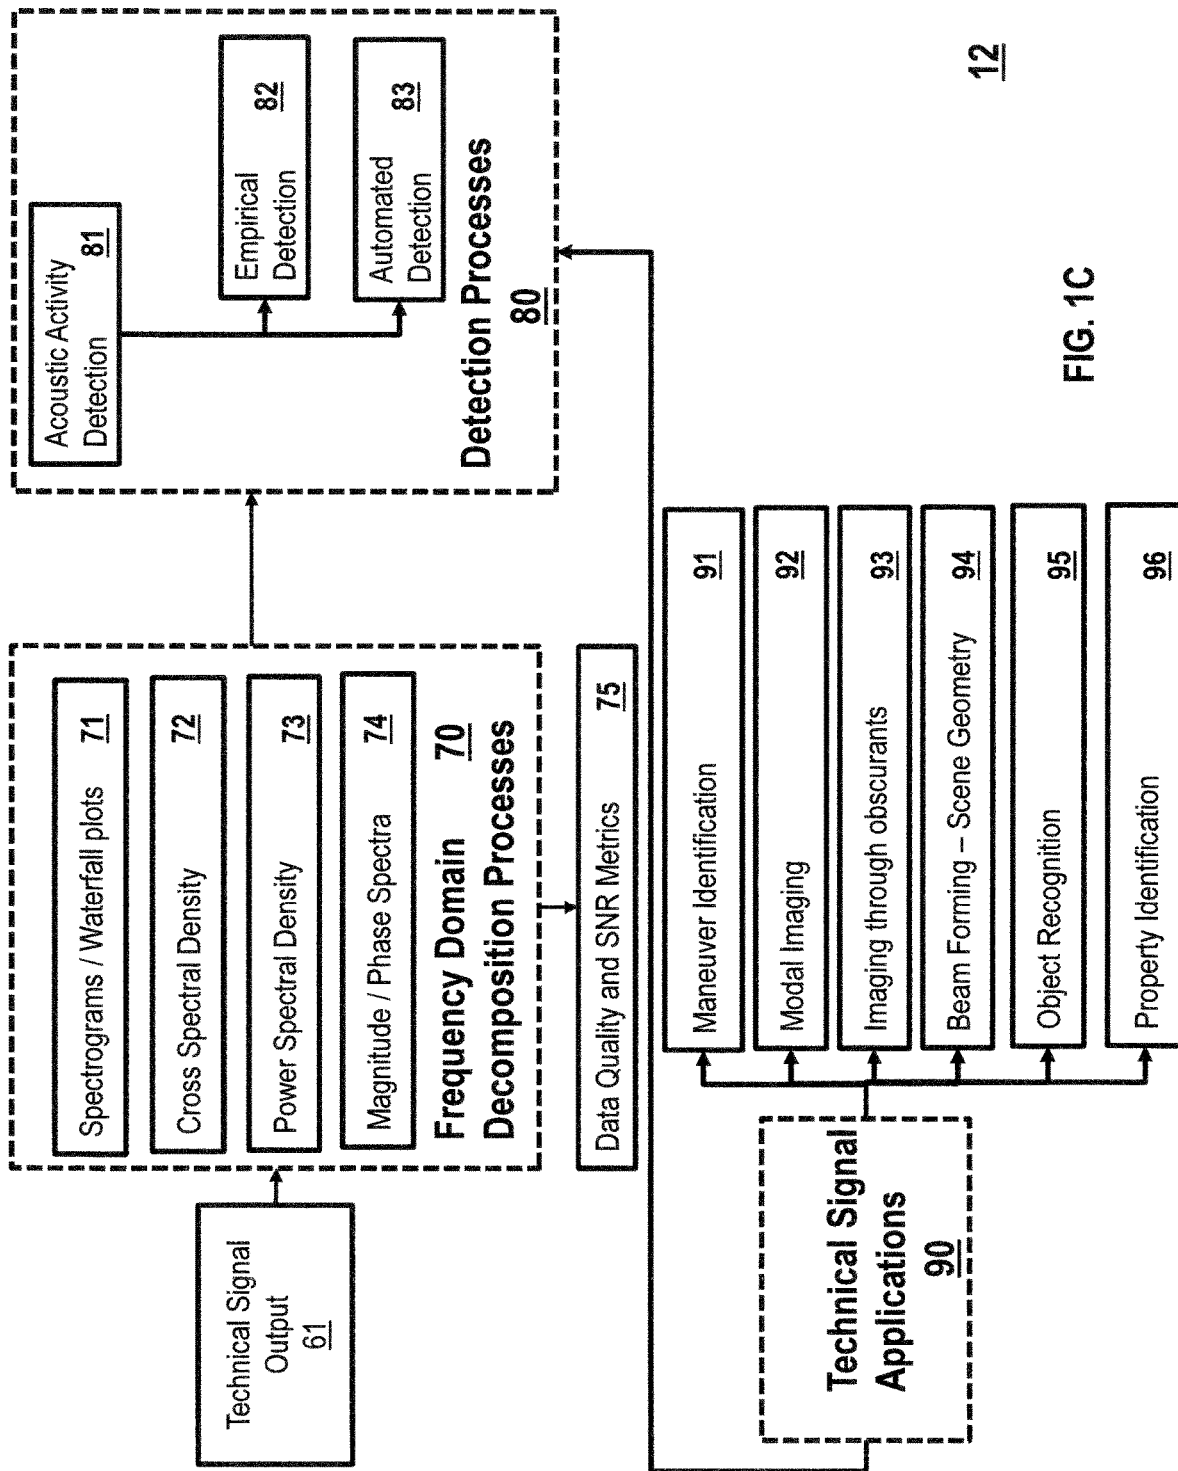 Technical Signal
Output
61
Spectrograms / Waterfall plots 71
Cross Spectral Density 72
Power Spectral Density 73
Magnitude / Phase Spectra 74
Frequency Domain 70
Decomposition Processes
Data Quality and SNR Metrics 75
Acoustic Activity
Detection 81
Empirical
Detection 82
Automated
Detection 83
Detection Processes
80
Technical Signal
Applications
90
Maneuver Identification 91
Modal Imaging 92
Imaging through obscurants 93
Beam Forming – Scene Geometry 94
Object Recognition 95
Property Identification 96
12
FIG. 1C